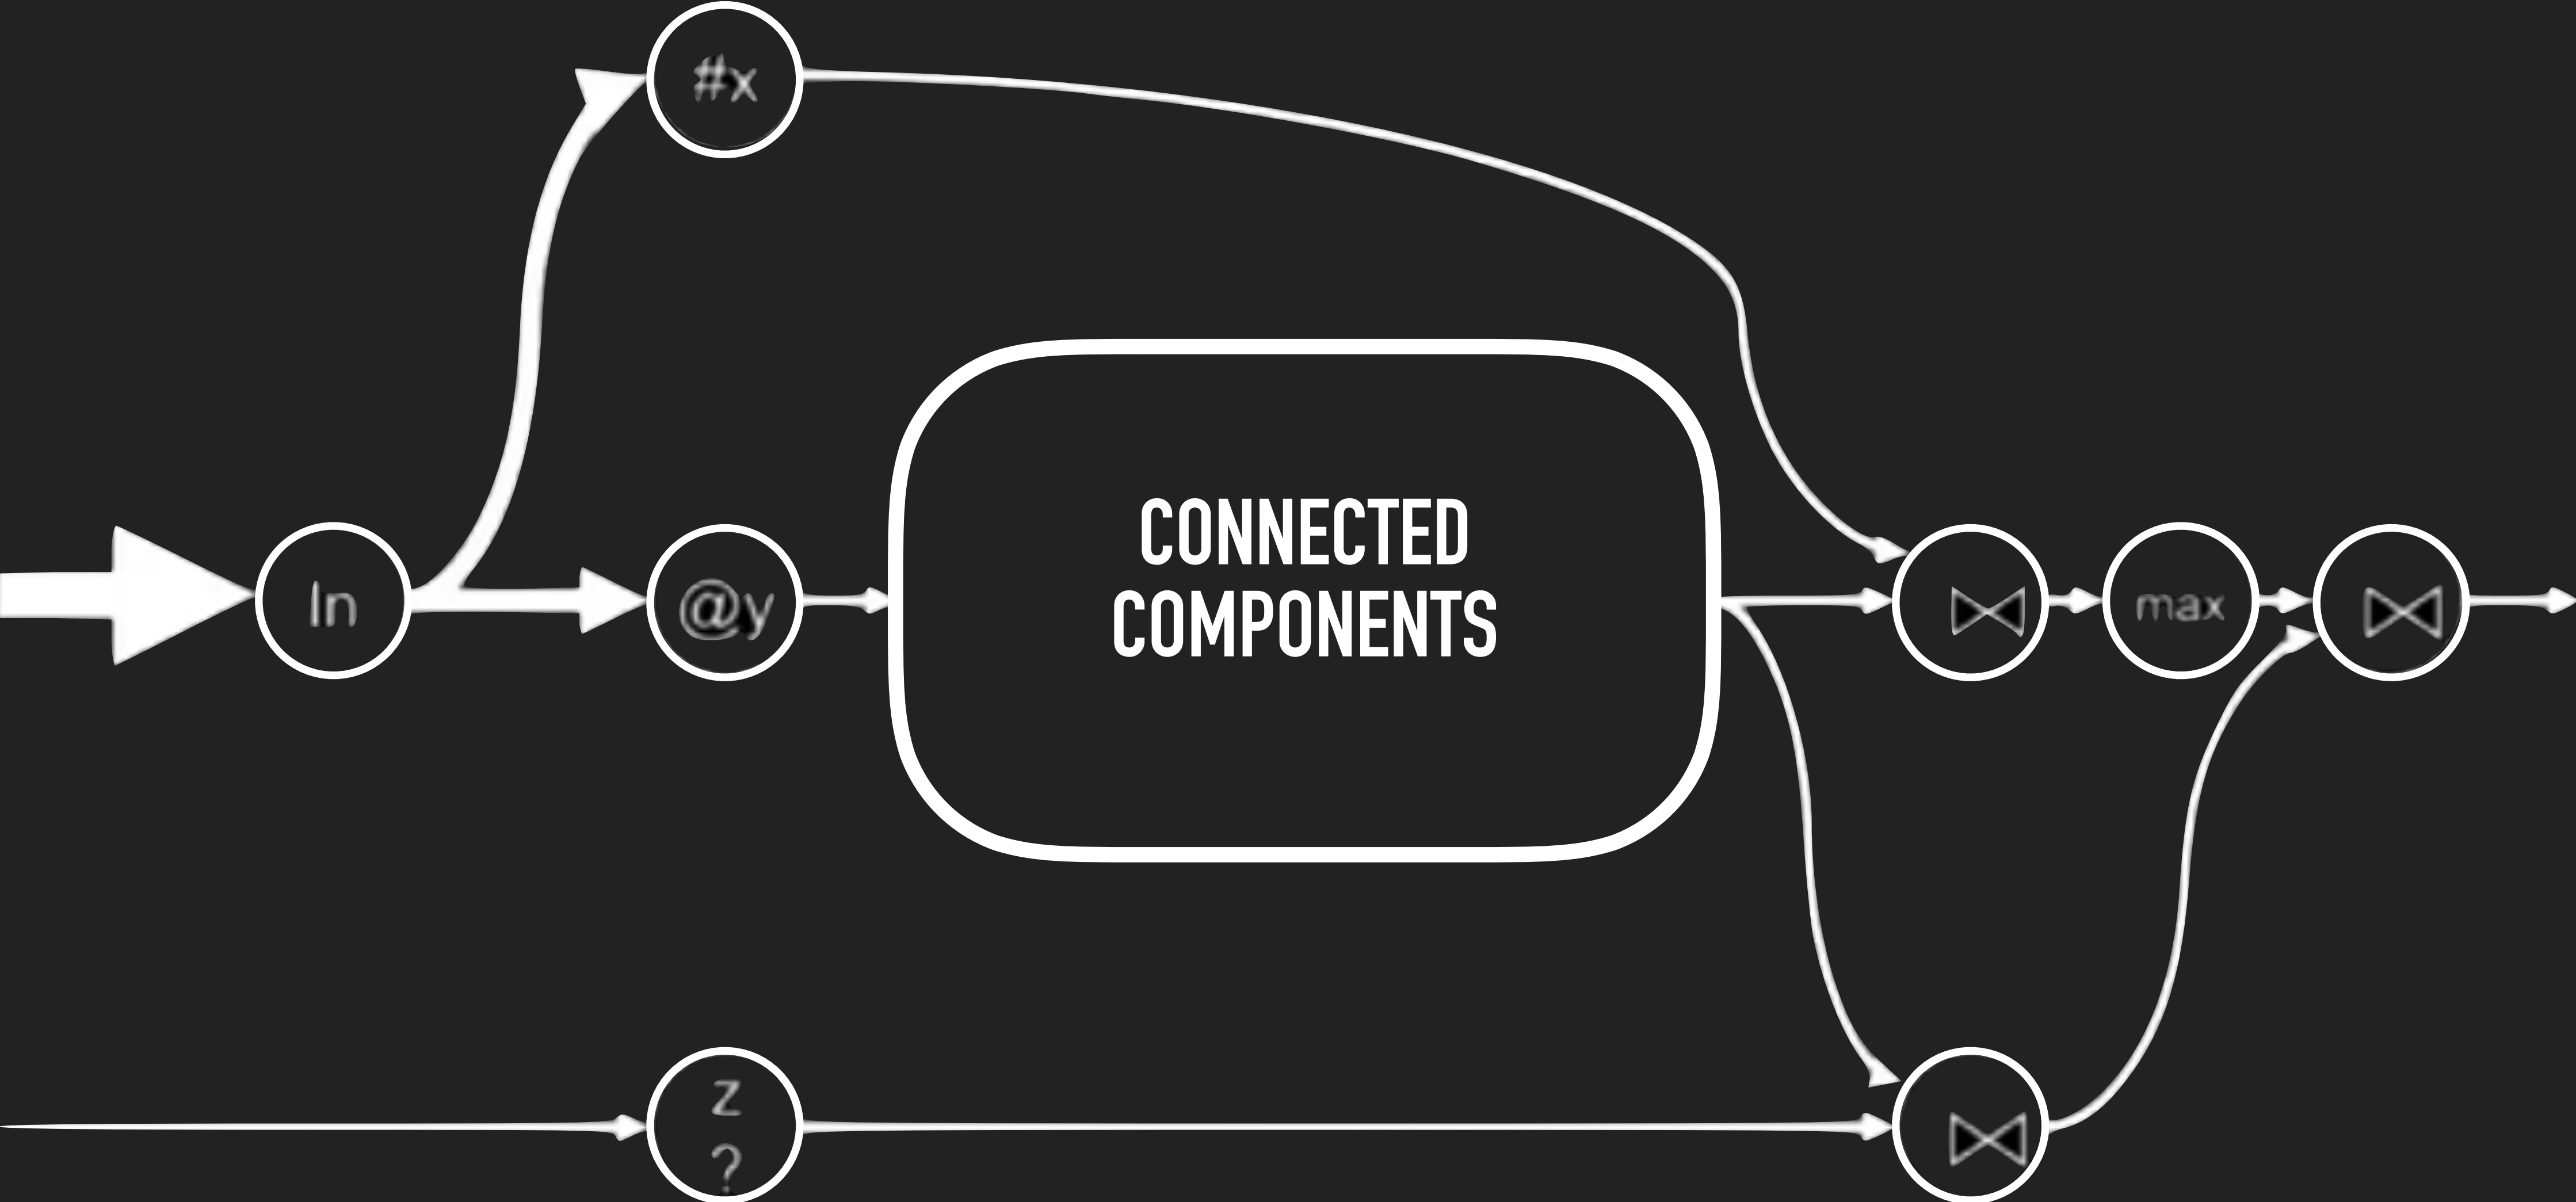 #x
In
@y
CONNECTED
COMPONENTS
⋈
max
⋈
z
?
⋈